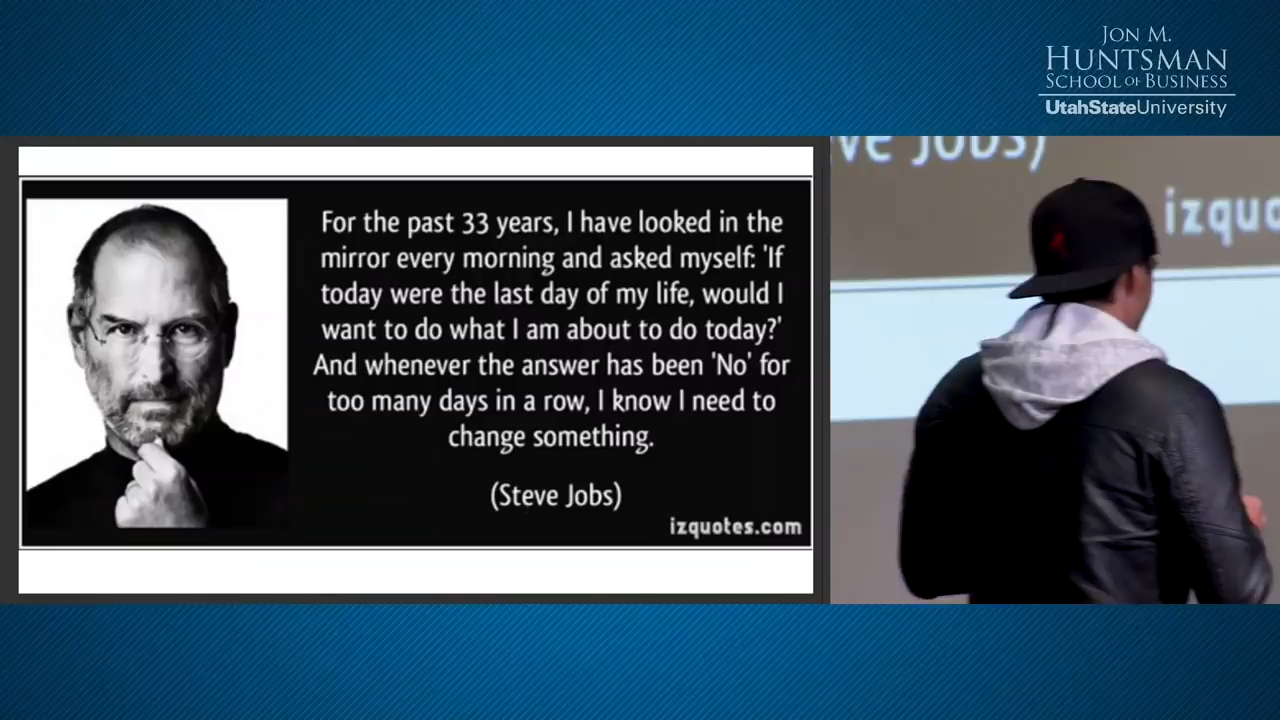 JON M.
HUNTSMAN
SCHOOL OF BUSINESS
UtahStateUniversity
For the past 33 years, I have looked in the
mirror every morning and asked myself: 'If
today were the last day of my life, would I
want to do what I am about to do today?'
And whenever the answer has been 'No' for
too many days in a row, I know I need to
change something.
(Steve Jobs)
izquotes.com
ve Jobs)
izquo